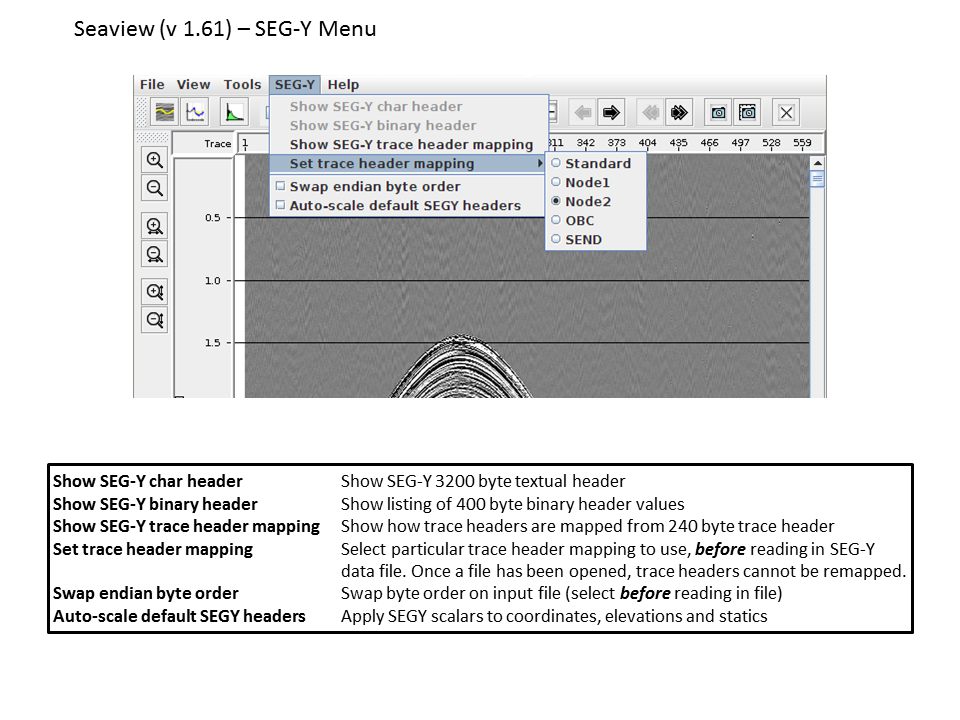 Seaview (v 1.61) – SEG-Y Menu
File View Tools SEG-Y Help
Show SEG-Y char header
Show SEG-Y binary header
Show SEG-Y trace header mapping
Set trace header mapping
Swap endian byte order
Auto-scale default SEGY headers
Standard
Node1
Node2
OBC
SEND
Trace 1 342 373 404 435 466 497 528 559
0.5
1.0
1.5
Show SEG-Y char header Show SEG-Y 3200 byte textual header
Show SEG-Y binary header Show listing of 400 byte binary header values
Show SEG-Y trace header mapping Show how trace headers are mapped from 240 byte trace header
Set trace header mapping Select particular trace header mapping to use, before reading in SEG-Y
data file. Once a file has been opened, trace headers cannot be remapped.
Swap endian byte order Swap byte order on input file (select before reading in file)
Auto-scale default SEGY headers Apply SEGY scalars to coordinates, elevations and statics